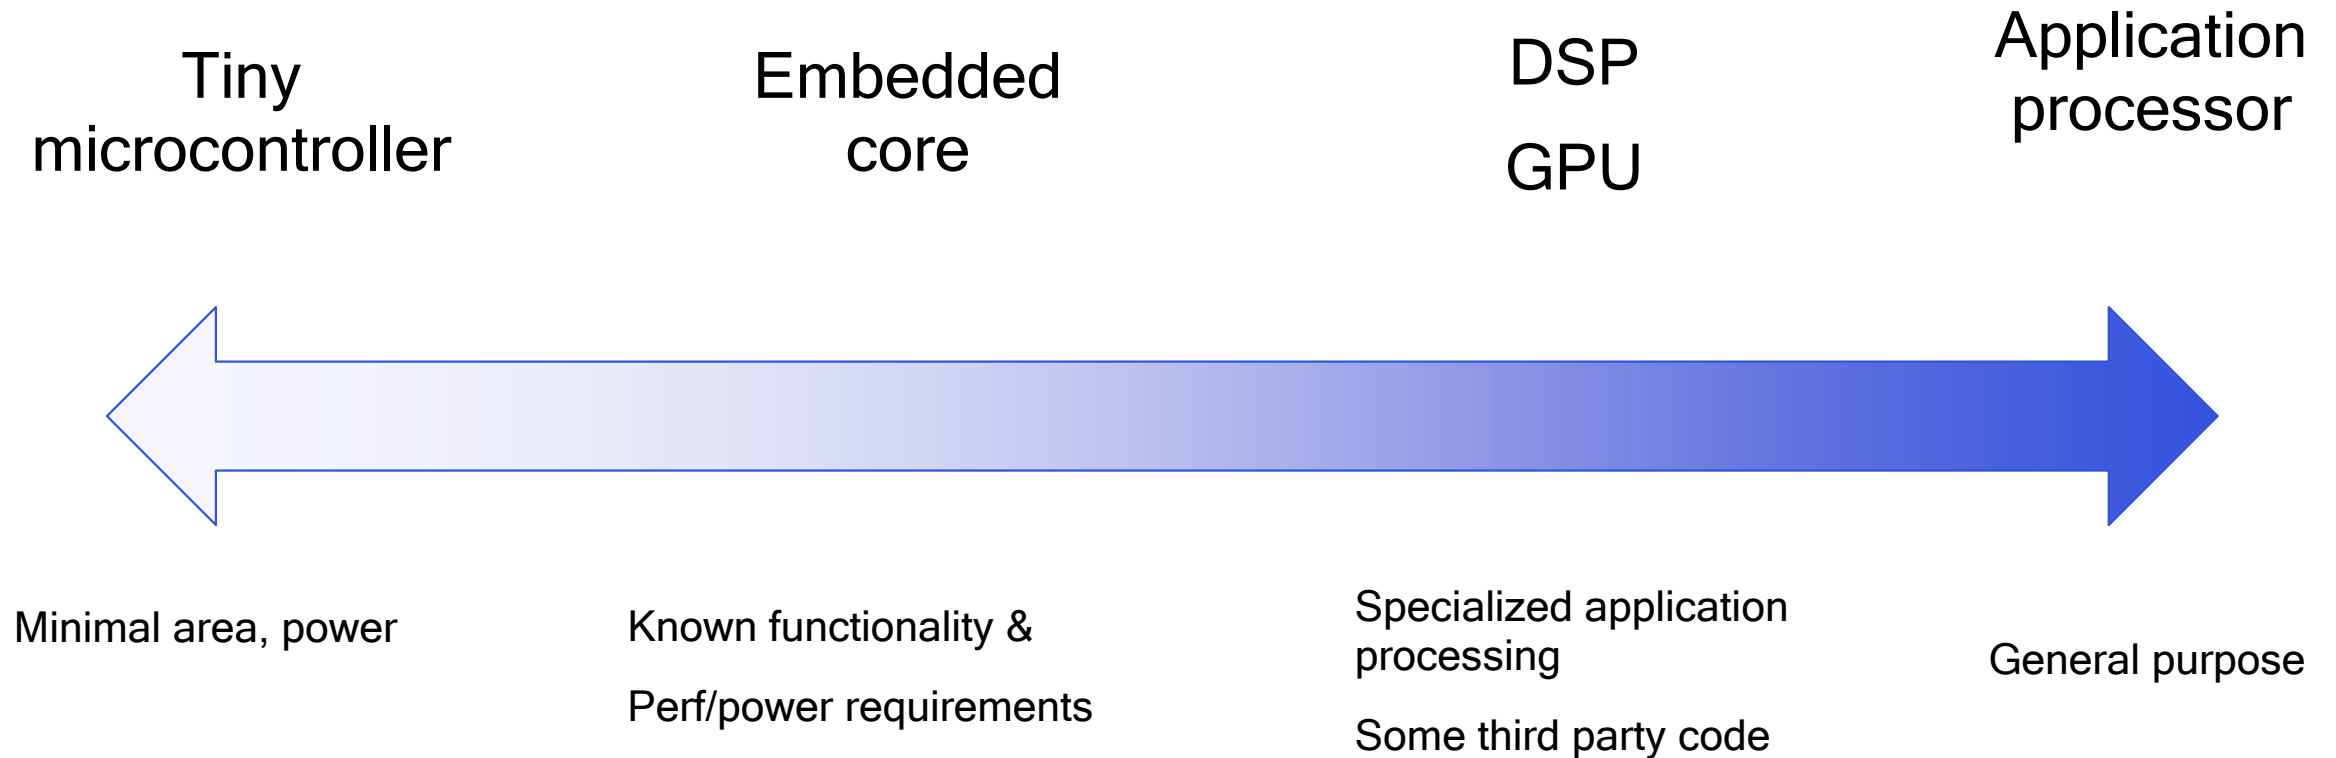 Tiny
microcontroller
Embedded
core
DSP
GPU
Application
processor
Minimal area, power
Known functionality &
Perf/power requirements
Specialized application
processing
Some third party code
General purpose